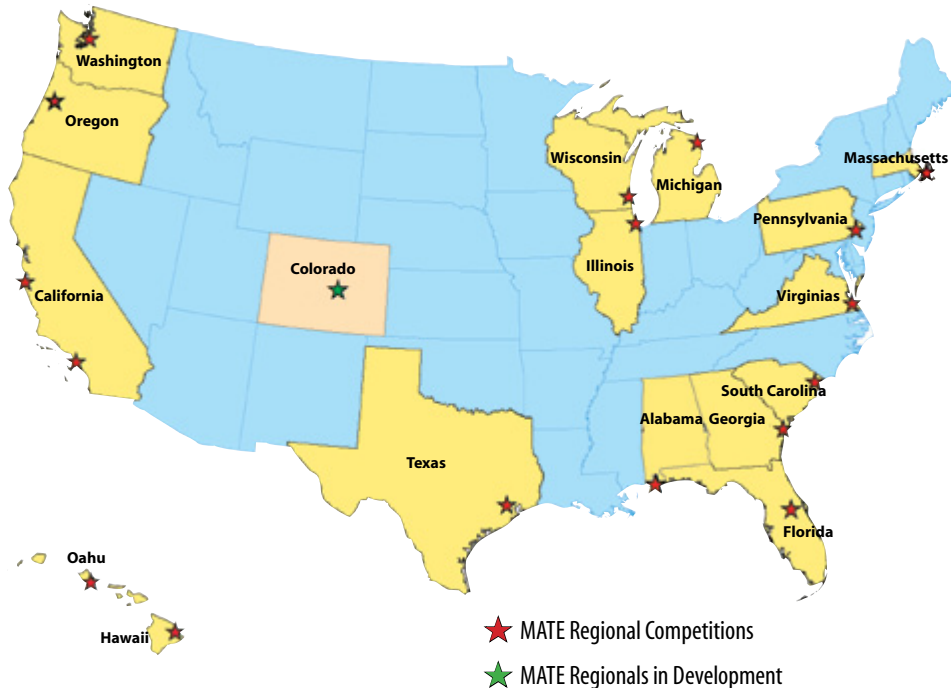 Washington
Oregon
Wisconsin
Michigan
Massachusetts
Pennsylvania
Illinois
Colorado
California
Virginias
South Carolina
Alabama
Georgia
Texas
Florida
Oahu
Hawaii
MATE Regional Competitions
MATE Regionals in Development